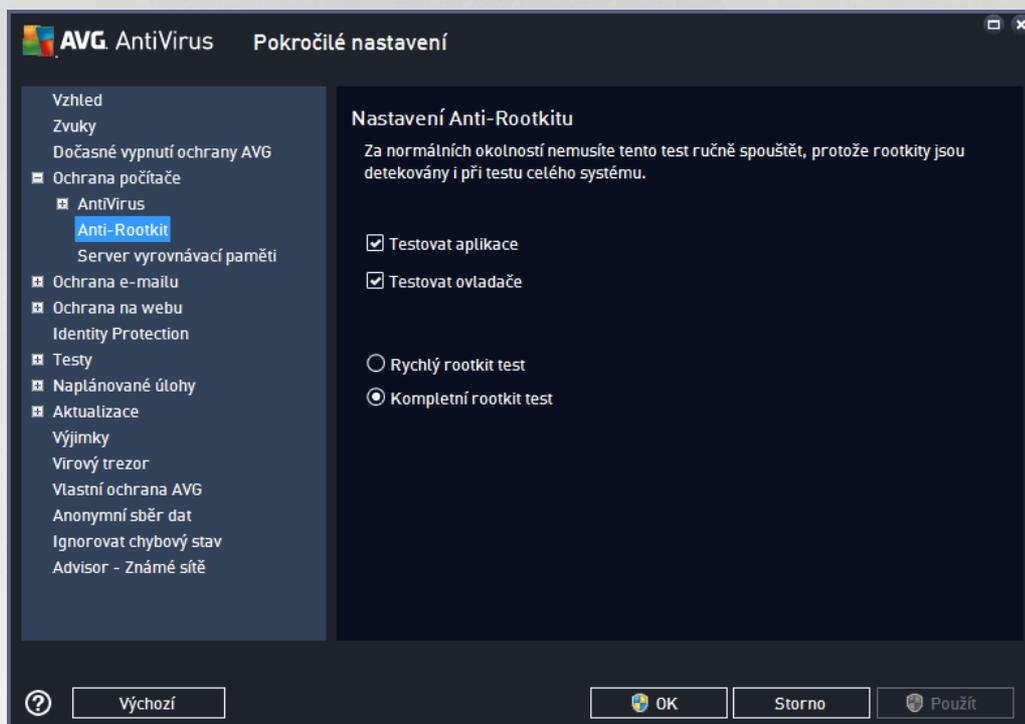 AVG. AntiVirus Pokročilé nastavení
Vzhled
Zvuky
Dočasné vypnutí ochrany AVG
Ochrana počítače
AntiVirus
Anti-Rootkit
Server vyrovnávací paměti
Ochrana e-mailu
Ochrana na webu
Identity Protection
Testy
Naplánované úlohy
Aktualizace
Výjimky
Virový trezor
Vlastní ochrana AVG
Anonymní sběr dat
Ignorovat chybový stav
Advisor - Známé sítě
Nastavení Anti-Rootkitu
Za normálních okolností nemusíte tento test ručně spouštět, protože rootkity jsou
detekovány i při testu celého systému.
Testovat aplikace
Testovat ovladače
Rychlý rootkit test
Kompletní rootkit test
? Výchozí OK Storno Použít